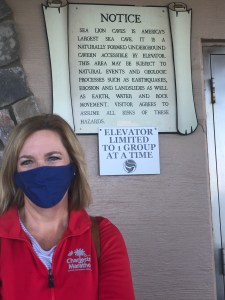 NOTICE
SEA LION CAVES IS AMERICA'S
LARGEST SEA CAVE. IT IS A
NATURALLY FORMED UNDERGROUND
CAVERN ACCESSIBLE BY ELEVATOR.
THIS AREA MAY BE SUBJECT TO
NATURAL EVENTS AND GEOLOGIC
PROCESSES SUCH AS EARTHQUAKES,
EROSION AND LANDSLIDES AS WELL
AS EARTH, WATER AND ROCK
MOVEMENT. VISITOR AGREES TO
ASSUME ALL RISKS OF THESE
HAZARDS.
ELEVATOR
LIMITED
TO 1 GROUP
AT A TIME